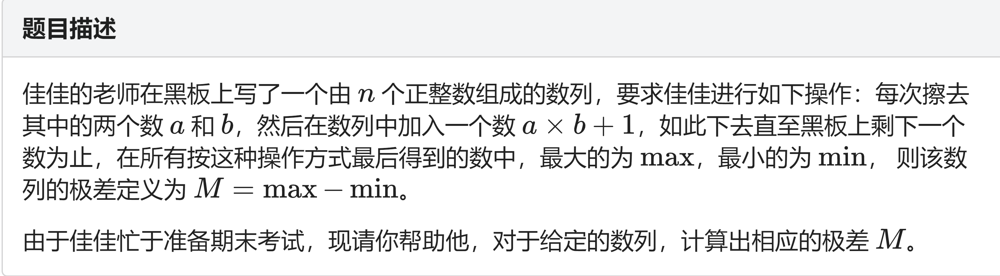 题目描述
佳佳的老师在黑板上写了一个由 n 个正整数组成的数列，要求佳佳进行如下操作：每次擦去
其中的两个数 a 和 b，然后在数列中加入一个数 a × b + 1，如此下去直至黑板上剩下一个
数为止，在所有按这种操作方式最后得到的数中，最大的为 max，最小的为 min，则该数
列的极差定义为 M = max − min。
由于佳佳忙于准备期末考试，现请你帮助他，对于给定的数列，计算出相应的极差 M。